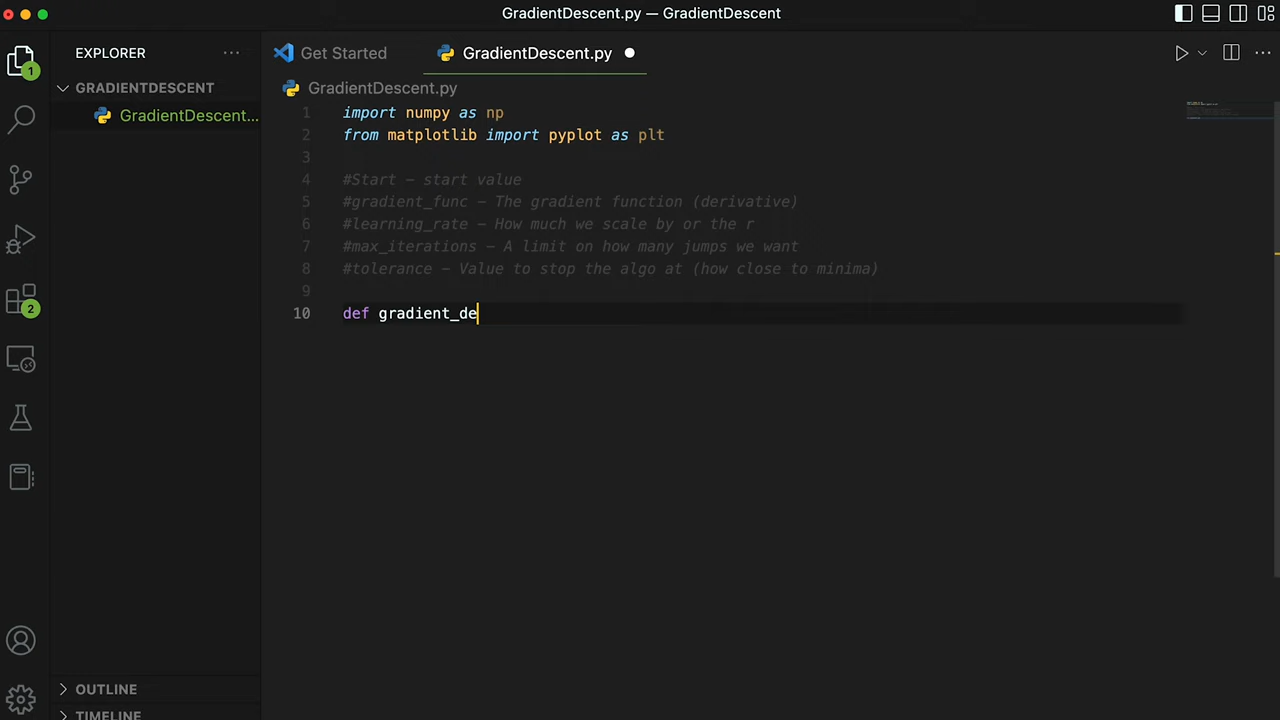 GradientDescent.py — GradientDescent
EXPLORER
Get Started
GradientDescent.py
GRADIENTDESCENT
GradientDescent.py
GradientDescent...
1 import numpy as np
2 from matplotlib import pyplot as plt
3
4 #Start - start value
5 #gradient_func - The gradient function (derivative)
6 #learning_rate - How much we scale by or the r
7 #max_iterations - A limit on how many jumps we want
8 #tolerance - Value to stop the algo at (how close to minima)
9
10 def gradient_de
1
2
OUTLINE
TIMELINE